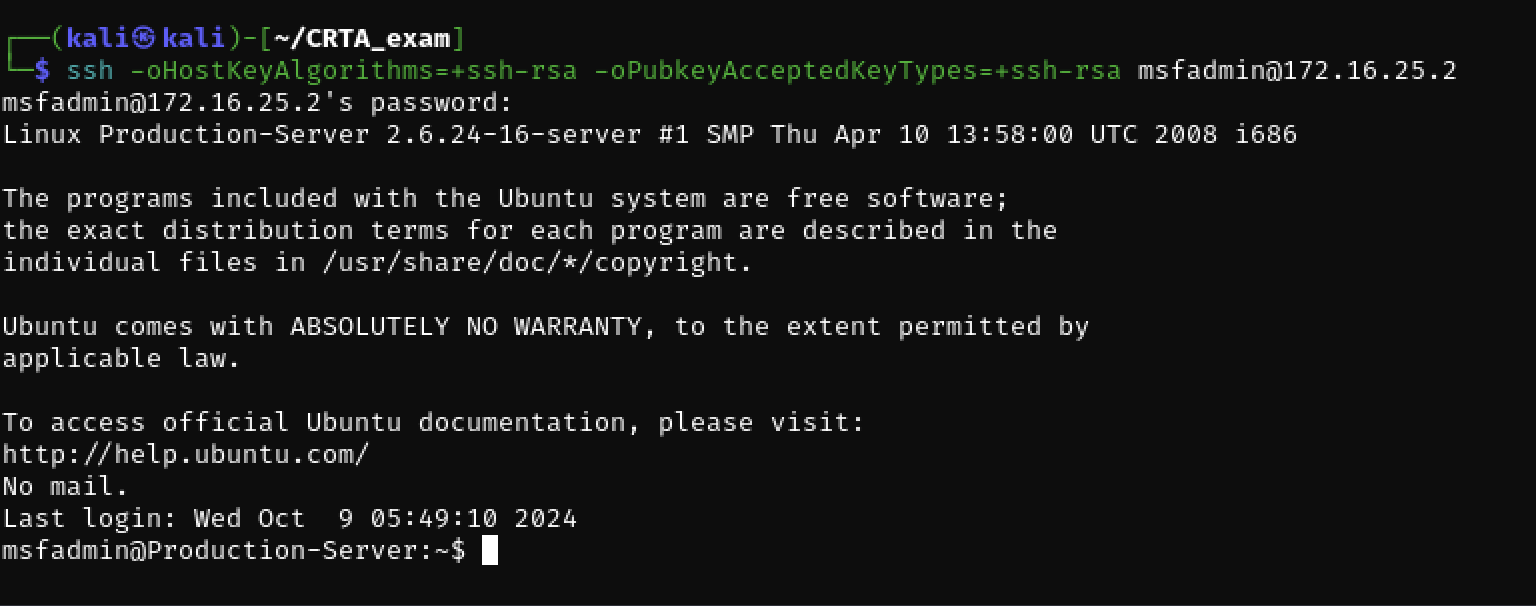 ┌──(kali㉿kali)-[~/CRTA_exam]
└─$ ssh -oHostKeyAlgorithms=+ssh-rsa -oPubkeyAcceptedKeyTypes=+ssh-rsa msfadmin@172.16.25.2
msfadmin@172.16.25.2's password:
Linux Production-Server 2.6.24-16-server #1 SMP Thu Apr 10 13:58:00 UTC 2008 i686

The programs included with the Ubuntu system are free software;
the exact distribution terms for each program are described in the
individual files in /usr/share/doc/*/copyright.

Ubuntu comes with ABSOLUTELY NO WARRANTY, to the extent permitted by
applicable law.

To access official Ubuntu documentation, please visit:
http://help.ubuntu.com/
No mail.
Last login: Wed Oct  9 05:49:10 2024
msfadmin@Production-Server:~$